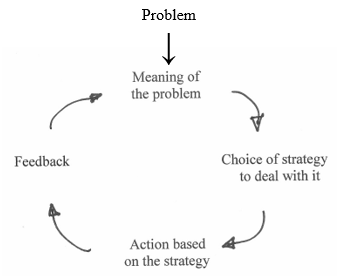 Problem
Meaning of
the problem
Choice of strategy
to deal with it
Action based
on the strategy
Feedback